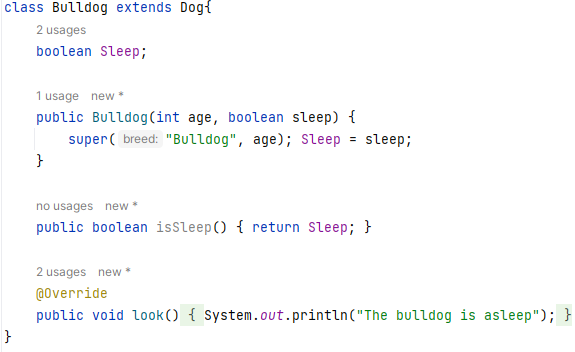 class Bulldog extends Dog{
2 usages
boolean Sleep;
1 usage new *
public Bulldog(int age, boolean sleep) {
super( breed: "Bulldog", age); Sleep = sleep;
}
no usages new *
public boolean isSleep() { return Sleep; }
2 usages new *
@Override
public void look() { System.out.println("The bulldog is asleep"); }
}